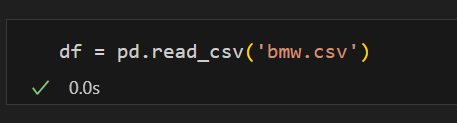 df = pd.read_csv('bmw.csv')
0.0s